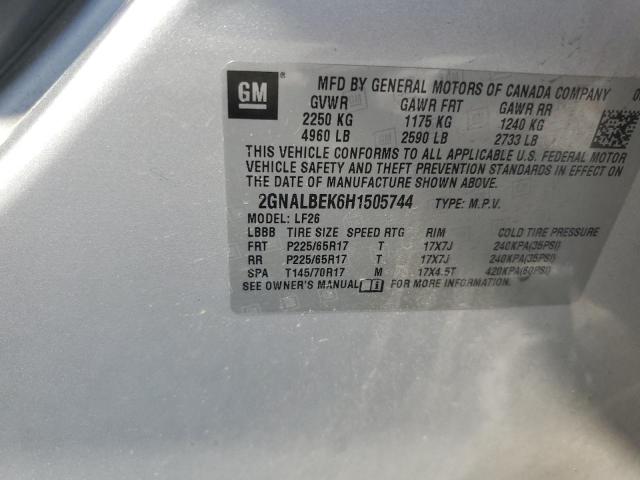 GM ®
MFD BY GENERAL MOTORS OF CANADA COMPANY 0
GVWR GAWR FRT GAWR RR
2250 KG 1175 KG 1240 KG
4960 LB 2590 LB 2733 LB
THIS VEHICLE CONFORMS TO ALL APPLICABLE U.S. FEDERAL MOTOR
VEHICLE SAFETY AND THEFT PREVENTION STANDARDS IN EFFECT ON
THE DATE OF MANUFACTURE SHOWN ABOVE.
2GNALBEK6H1505744 TYPE: M.P.V.
MODEL: LF26
LBBB TIRE SIZE SPEED RTG RIM COLD TIRE PRESSURE
FRT P225/65R17 T 17X7J 240KPA(35PSI)
RR P225/65R17 T 17X7J 240KPA(35PSI)
SPA T145/70R17 M 17X4.5T 420KPA(60PSI)
SEE OWNER'S MANUAL FOR MORE INFORMATION.